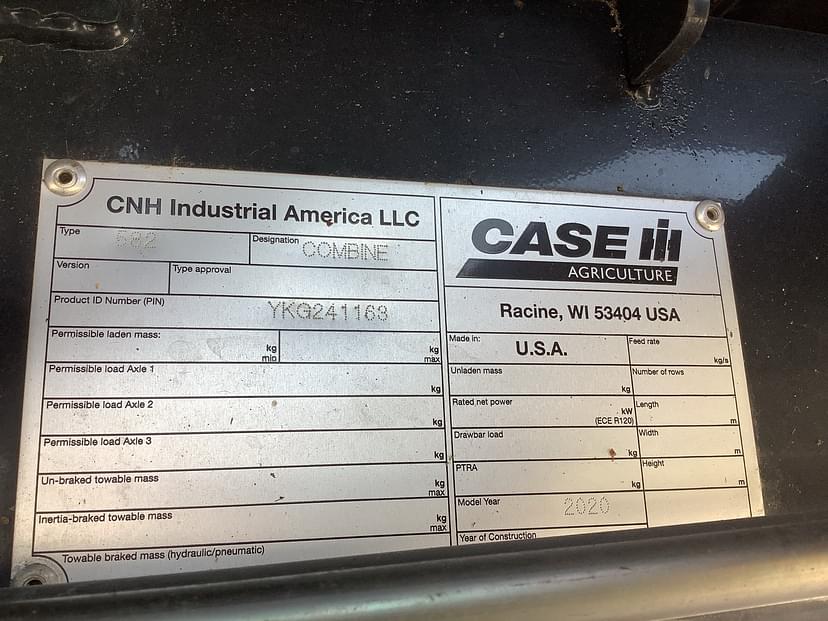 CNH Industrial America LLC
Type 582
Designation COMBINE
Version
Type approval
Product ID Number (PIN) YKG241163
Permissible laden mass:
kg min
kg max
Permissible load Axle 1 kg
Permissible load Axle 2 kg
Permissible load Axle 3 kg
Un-braked towable mass kg max
Inertia-braked towable mass kg max
Towable braked mass (hydraulic/pneumatic)
CASE IH
AGRICULTURE
Racine, WI 53404 USA
Made in: U.S.A.
Feed rate kg/s
Unladen mass kg
Number of rows
Rated net power kW (ECE R120)
Length m
Drawbar load kg
Width m
PTRA kg
Height m
Model Year 2020
Year of Construction